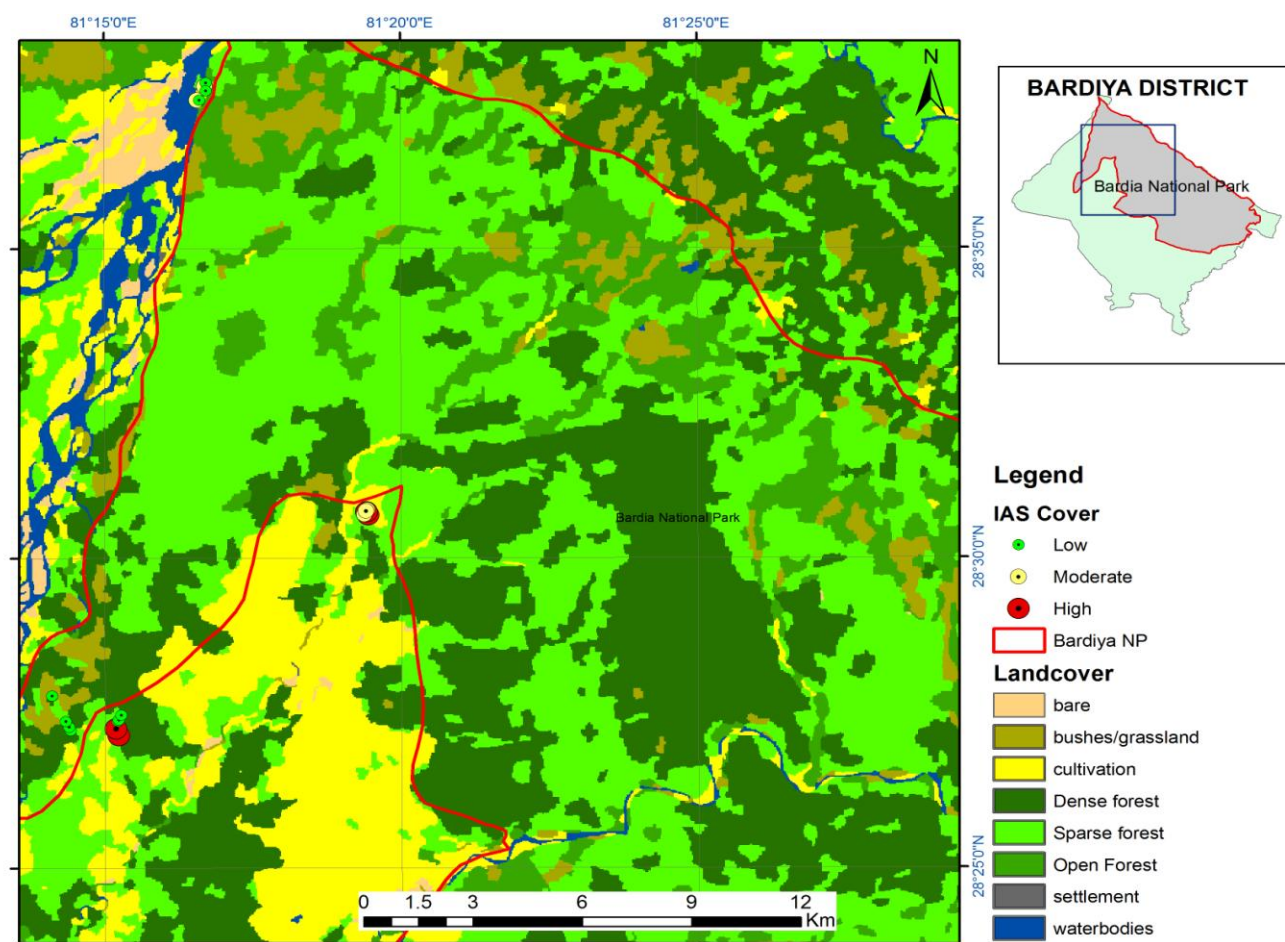 81°15'0"E 81°20'0"E 81°25'0"E
N
28°35'0"N
28°30'0"N
28°25'0"N
Bardia National Park
0 1.5 3 6 9 12
Km
BARDIYA DISTRICT
Bardia National Park
Legend
IAS Cover
Low
Moderate
High
Bardiya NP
Landcover
bare
bushes/grassland
cultivation
Dense forest
Sparse forest
Open Forest
settlement
waterbodies